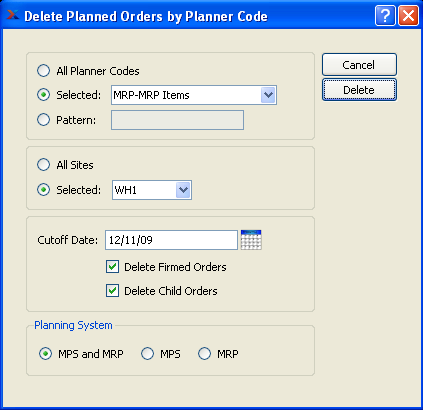 Delete Planned Orders by Planner Code
All Planner Codes
Selected: MRP-MRP Items
Pattern:
Cancel
Delete
All Sites
Selected: WH1
Cutoff Date: 12/11/09
Delete Firmed Orders
Delete Child Orders
Planning System
MPS and MRP MPS MRP